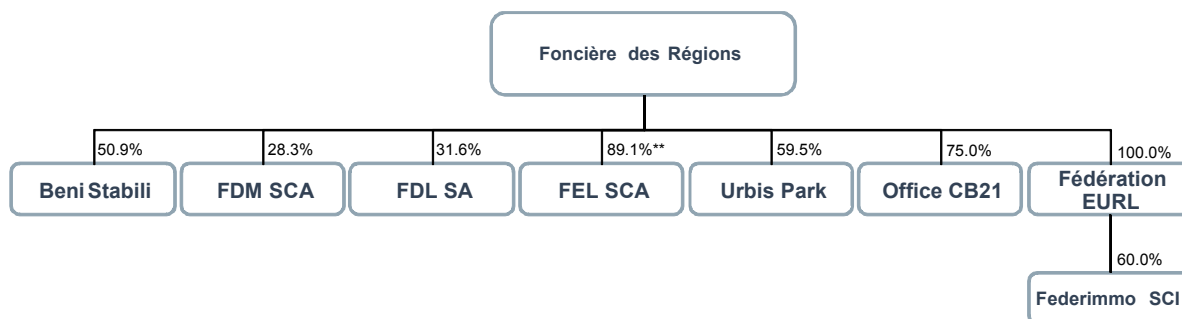 Foncière des Régions
50.9%
28.3%
31.6%
89.1%**
59.5%
75.0%
100.0%
Beni Stabili
FDM SCA
FDL SA
FEL SCA
Urbis Park
Office CB21
Fédération
EURL
60.0%
Federimmo SCI